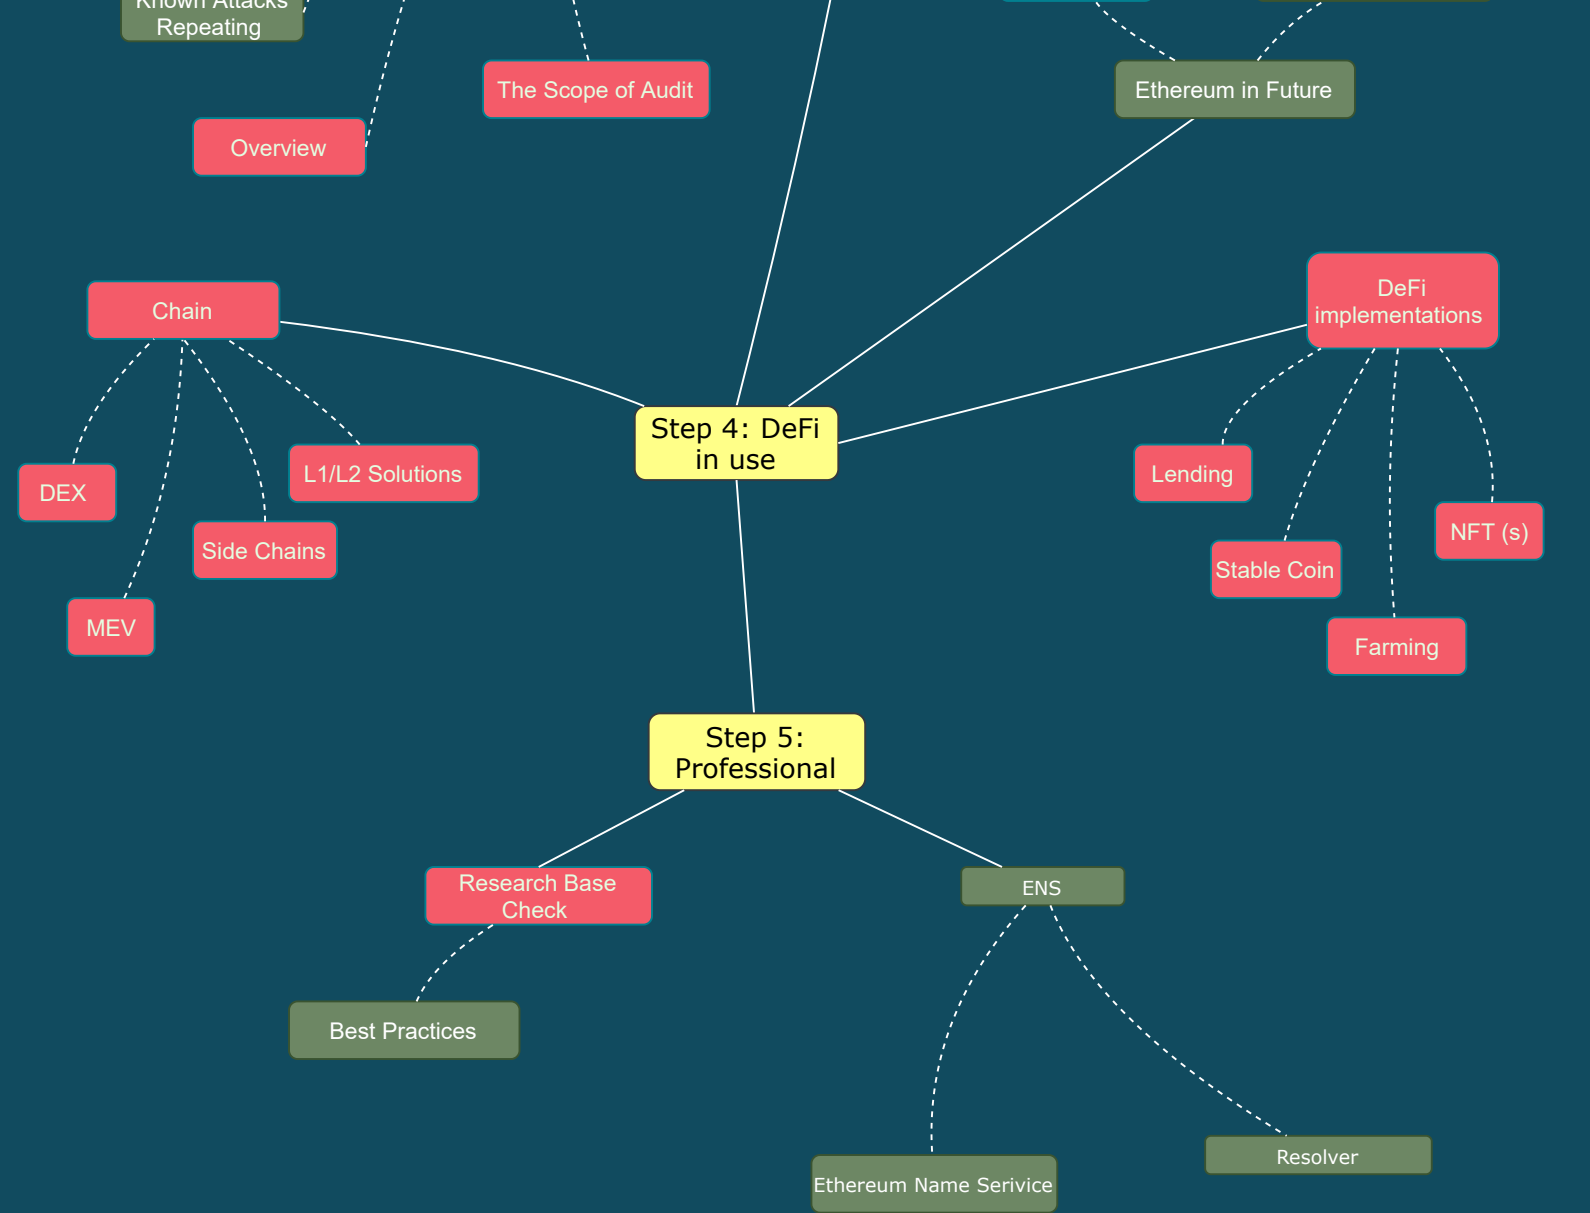 Known Attacks
Repeating
The Scope of Audit
Ethereum in Future
Overview
Chain
DeFi
implementations
Step 4: DeFi
in use
DEX
L1/L2 Solutions
Lending
Side Chains
NFT (s)
Stable Coin
MEV
Farming
Step 5:
Professional
Research Base
Check
ENS
Best Practices
Ethereum Name Serivice
Resolver